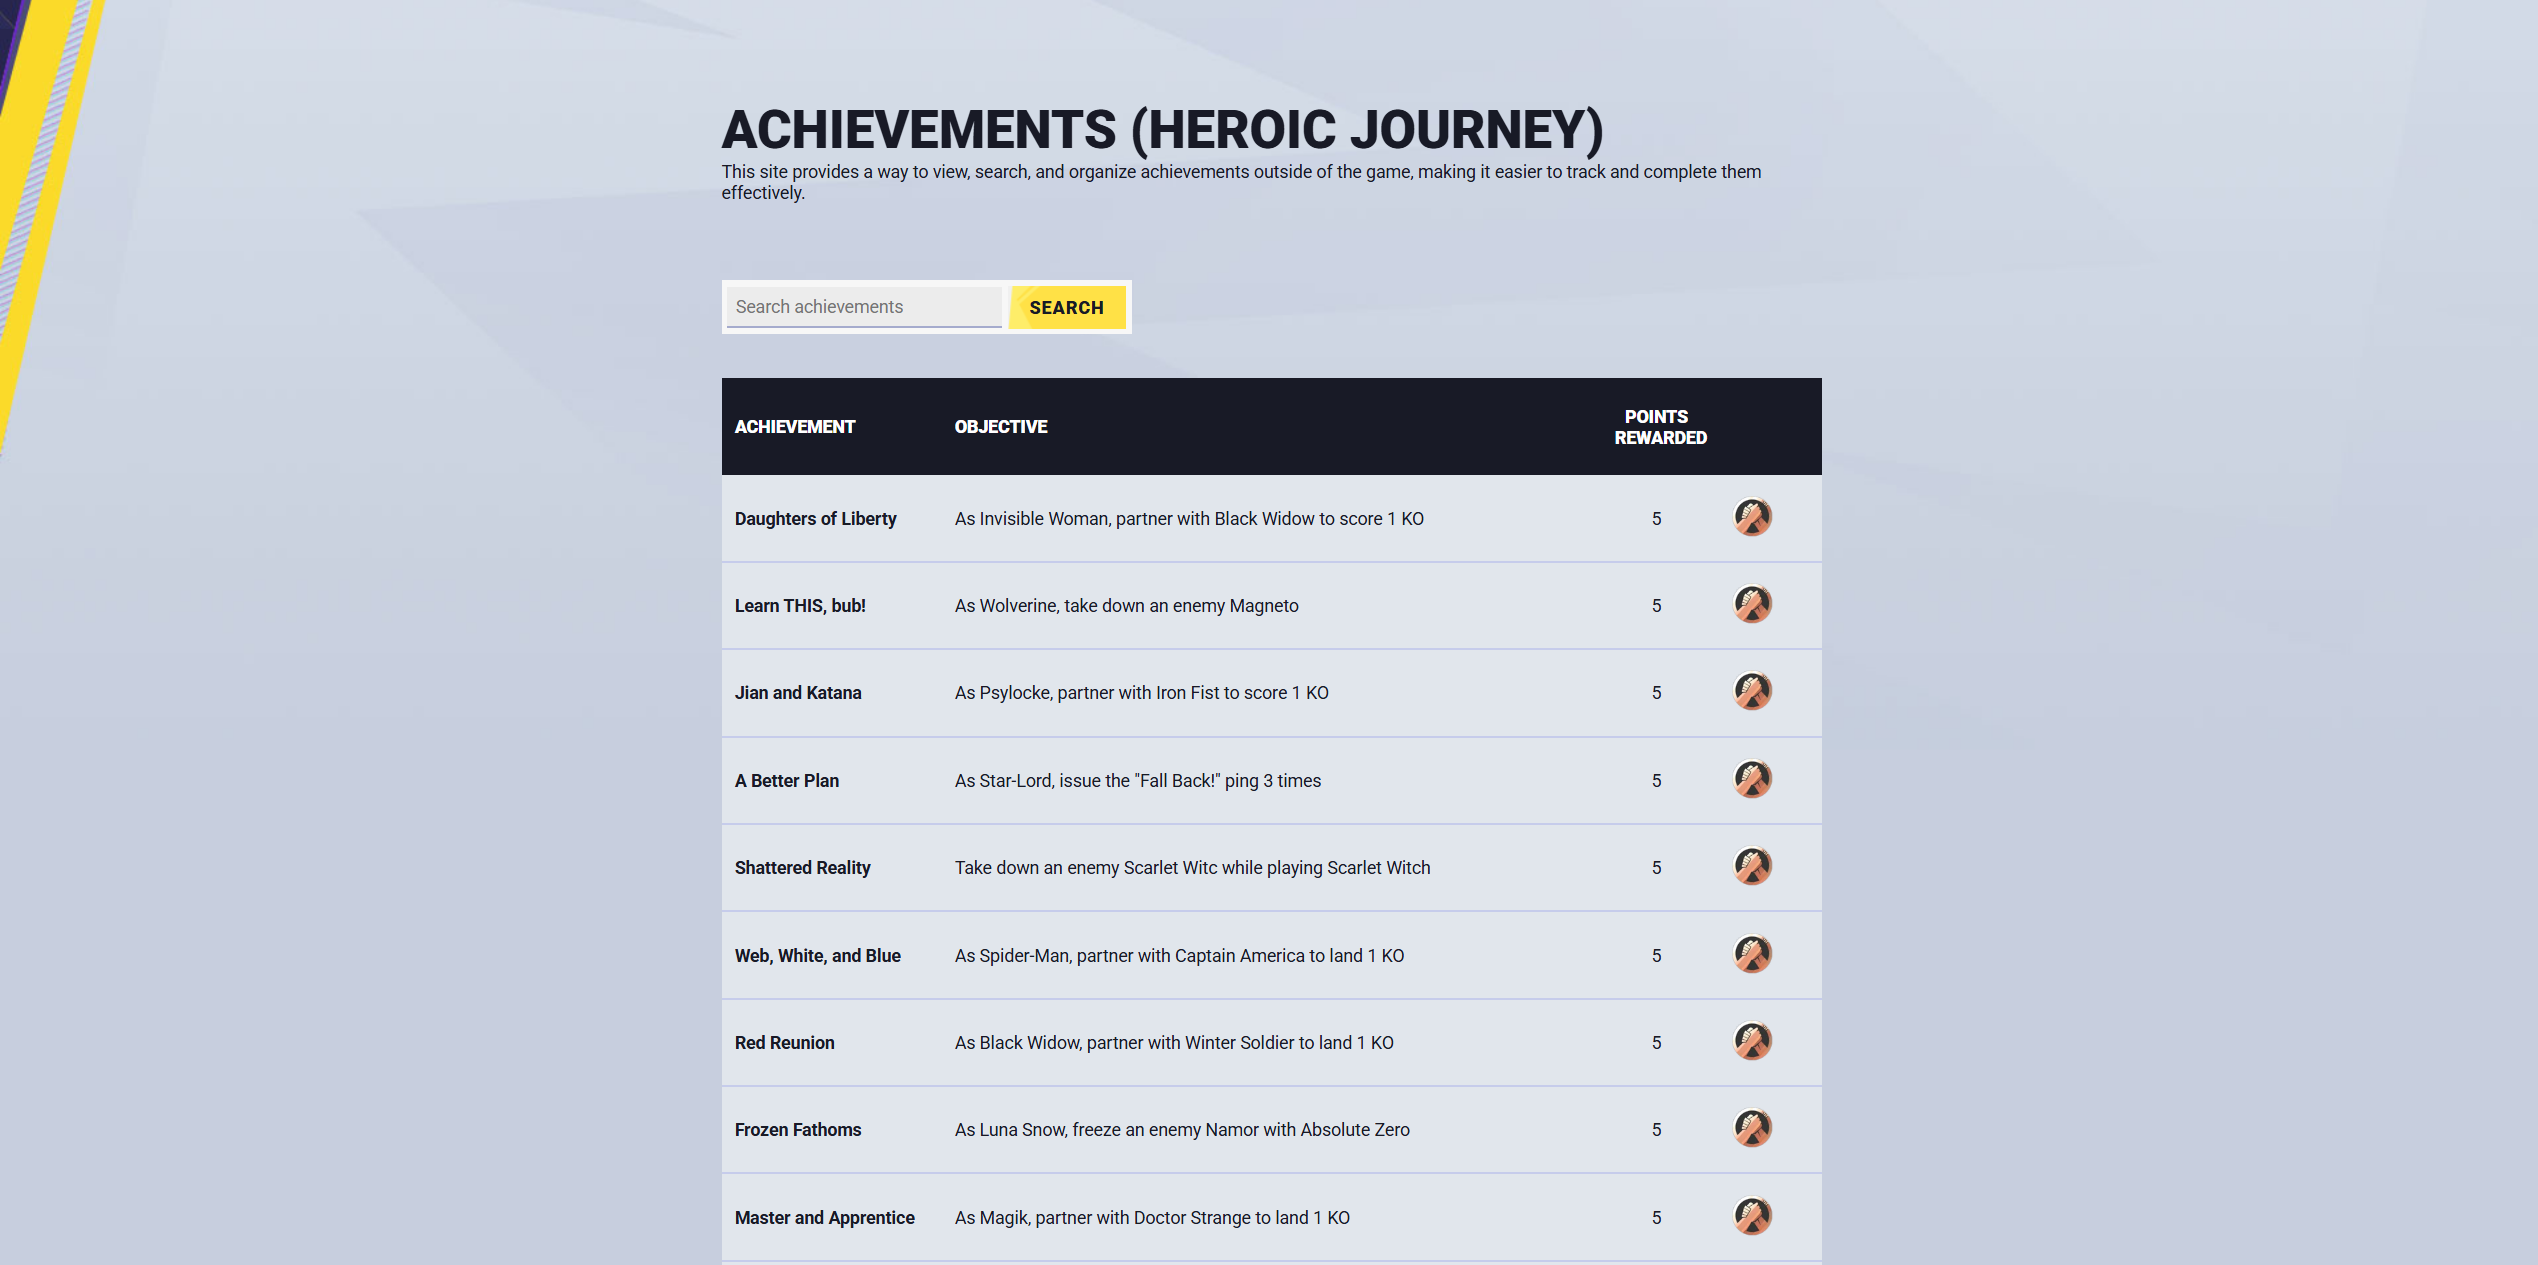 ACHIEVEMENTS (HEROIC JOURNEY)
This site provides a way to view, search, and organize achievements outside of the game, making it easier to track and complete them
effectively.
Search achievements SEARCH
ACHIEVEMENT OBJECTIVE POINTS
REWARDED
Daughters of Liberty As Invisible Woman, partner with Black Widow to score 1 KO 5
Learn THIS, bub! As Wolverine, take down an enemy Magneto 5
Jian and Katana As Psylocke, partner with Iron Fist to score 1 KO 5
A Better Plan As Star-Lord, issue the "Fall Back!" ping 3 times 5
Shattered Reality Take down an enemy Scarlet Witc while playing Scarlet Witch 5
Web, White, and Blue As Spider-Man, partner with Captain America to land 1 KO 5
Red Reunion As Black Widow, partner with Winter Soldier to land 1 KO 5
Frozen Fathoms As Luna Snow, freeze an enemy Namor with Absolute Zero 5
Master and Apprentice As Magik, partner with Doctor Strange to land 1 KO 5